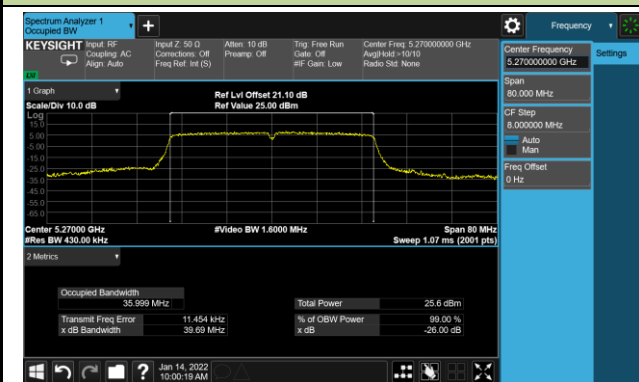 Spectrum Analyzer 1
Occupied BW
+
Frequency
KEYSIGHT
Input: RF
Coupling: AC
Align: Auto
Input Z: 50 Ω
Corrections: Off
Freq Ref: Int (S)
Atten: 10 dB
Preamp: Off
Trig: Free Run
Gate: Off
#IF Gain: Low
Center Freq: 5.270000000 GHz
Avg|Hold:>10/10
Radio Std: None
Center Frequency
5.270000000 GHz
Settings
Span
80.000 MHz
CF Step
8.000000 MHz
Auto
Man
Freq Offset
0 Hz
1 Graph
Scale/Div 10.0 dB
Ref Lvl Offset 21.10 dB
Ref Value 25.00 dBm
Log
15.0
5.00
-5.00
-15.0
-25.0
-35.0
-45.0
-55.0
-65.0
Center 5.27000 GHz
#Res BW 430.00 kHz
#Video BW 1.6000 MHz
Span 80 MHz
Sweep 1.07 ms (2001 pts)
2 Metrics
Occupied Bandwidth
35.999 MHz
Transmit Freq Error 11.454 kHz
x dB Bandwidth 39.69 MHz
Total Power 25.6 dBm
% of OBW Power 99.00 %
x dB -26.00 dB
?
Jan 14, 2022
10:00:19 AM